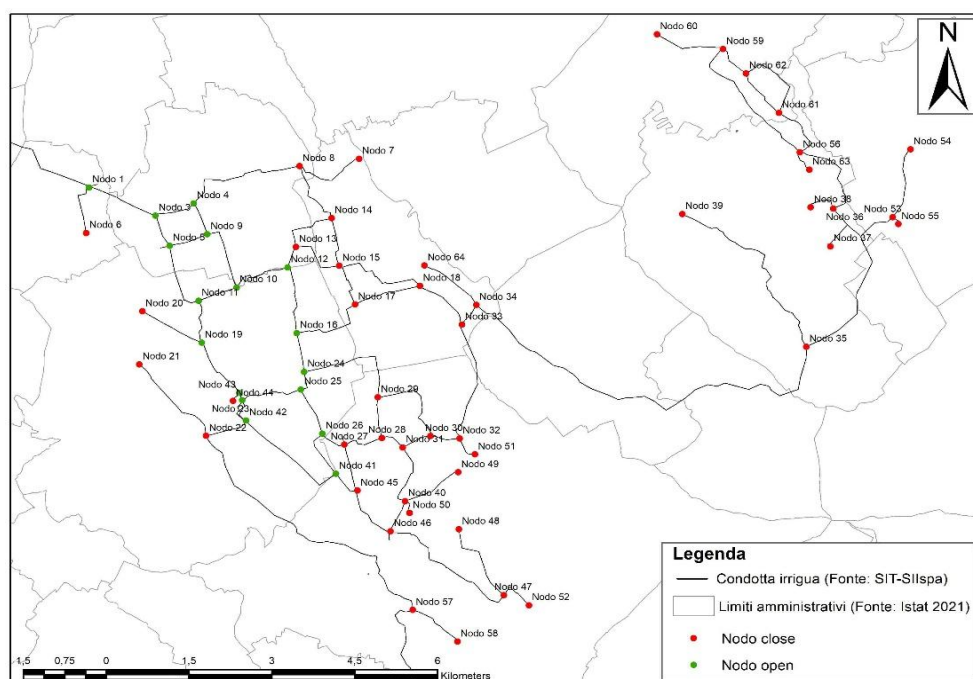 Nodo 60
Nodo 59
N
Nodo 62
Nodo 61
Nodo 56
Nodo 54
Nodo 7
Nodo 8
Nodo 63
Nodo 1
Nodo 4
Nodo 3
Nodo 14
Nodo 39
Nodo 38
Nodo 53
Nodo 36
Nodo 55
Nodo 6
Nodo 9
Nodo 5
Nodo 13
Nodo 37
Nodo 12
Nodo 15
Nodo 64
Nodo 10
Nodo 18
Nodo 20
Nodo 11
Nodo 17
Nodo 34
Nodo 33
Nodo 16
Nodo 19
Nodo 35
Nodo 21
Nodo 24
Nodo 43
Nodo 25
Nodo 44
Nodo 29
Nodo 23
Nodo 42
Nodo 26
Nodo 22
Nodo 27
Nodo 28
Nodo 30
Nodo 32
Nodo 31
Nodo 51
Nodo 41
Nodo 49
Nodo 45
Nodo 40
Nodo 50
Nodo 46
Nodo 48
Nodo 47
Nodo 52
Nodo 57
Nodo 58
Legenda
Condotta irrigua (Fonte: SIT-SIIspa)
Limiti amministrativi (Fonte: Istat 2021)
Nodo close
Nodo open
1,5 0,75 0 1,5 3 4,5 6
Kilometers